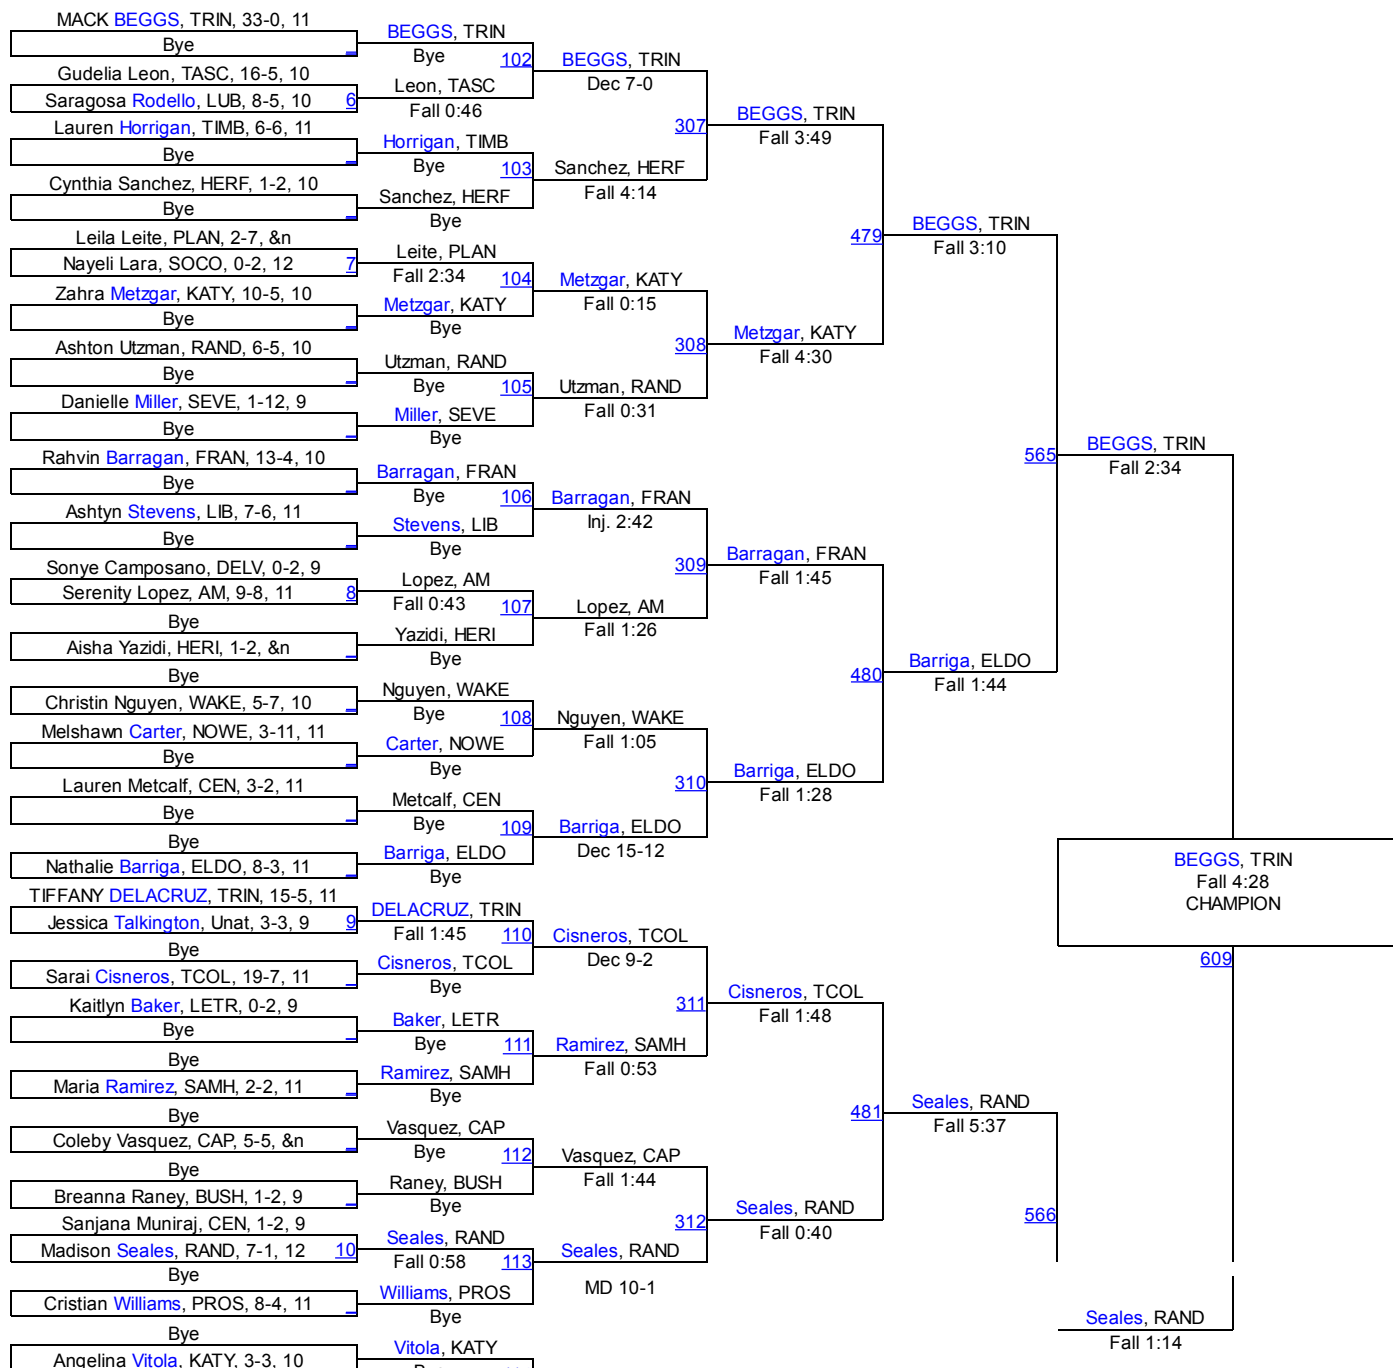 MACK BEGGS, TRIN, 33-0, 11
Bye
Gudelia Leon, TASC, 16-5, 10
Saragosa Rodello, LUB, 8-5, 10 6
Lauren Horrigan, TIMB, 6-6, 11
Bye
Cynthia Sanchez, HERF, 1-2, 10
Bye
Leila Leite, PLAN, 2-7, &n
Nayeli Lara, SOCO, 0-2, 12 7
Zahra Metzgar, KATY, 10-5, 10
Bye
Ashton Utzman, RAND, 6-5, 10
Bye
Danielle Miller, SEVE, 1-12, 9
Bye
Rahvin Barragan, FRAN, 13-4, 10
Bye
Ashtyn Stevens, LIB, 7-6, 11
Bye
Sonye Camposano, DELV, 0-2, 9
Serenity Lopez, AM, 9-8, 11 8
Bye
Aisha Yazidi, HERI, 1-2, &n
Bye
Christin Nguyen, WAKE, 5-7, 10
Melshawn Carter, NOWE, 3-11, 11
Bye
Lauren Metcalf, CEN, 3-2, 11
Bye
Bye
Nathalie Barriga, ELDO, 8-3, 11
TIFFANY DELACRUZ, TRIN, 15-5, 11
Jessica Talkington, Unat, 3-3, 9 9
Bye
Sarai Cisneros, TCOL, 19-7, 11
Kaitlyn Baker, LETR, 0-2, 9
Bye
Bye
Maria Ramirez, SAMH, 2-2, 11
Bye
Coleby Vasquez, CAP, 5-5, &n
Bye
Breanna Raney, BUSH, 1-2, 9
Sanjana Muniraj, CEN, 1-2, 9
Madison Seales, RAND, 7-1, 12 10
Bye
Cristian Williams, PROS, 8-4, 11
Bye
Angelina Vitola, KATY, 3-3, 10
BEGGS, TRIN
Bye 102
Leon, TASC
Fall 0:46
Horrigan, TIMB
Bye 103
Sanchez, HERF
Bye
Leite, PLAN
Fall 2:34 104
Metzgar, KATY
Bye
Utzman, RAND
Bye 105
Miller, SEVE
Bye
Barragan, FRAN
Bye 106
Stevens, LIB
Bye
Lopez, AM
Fall 0:43 107
Yazidi, HERI
Bye
Nguyen, WAKE
Bye 108
Carter, NOWE
Bye
Metcalf, CEN
Bye 109
Barriga, ELDO
Bye
DELACRUZ, TRIN
Fall 1:45 110
Cisneros, TCOL
Bye
Baker, LETR
Bye 111
Ramirez, SAMH
Bye
Vasquez, CAP
Bye 112
Raney, BUSH
Bye
Seales, RAND
Fall 0:58 113
Williams, PROS
Bye
Vitola, KATY
BEGGS, TRIN
Dec 7-0
307
Sanchez, HERF
Fall 4:14
Metzgar, KATY
Fall 0:15
308
Utzman, RAND
Fall 0:31
Barragan, FRAN
Inj. 2:42
309
Lopez, AM
Fall 1:26
Nguyen, WAKE
Fall 1:05
310
Barriga, ELDO
Dec 15-12
Cisneros, TCOL
Dec 9-2
311
Ramirez, SAMH
Fall 0:53
Vasquez, CAP
Fall 1:44
312
Seales, RAND
MD 10-1
BEGGS, TRIN
Fall 3:49
479
Metzgar, KATY
Fall 4:30
Barragan, FRAN
Fall 1:45
480
Barriga, ELDO
Fall 1:28
Cisneros, TCOL
Fall 1:48
481
Seales, RAND
Fall 0:40
BEGGS, TRIN
Fall 3:10
565
Barriga, ELDO
Fall 1:44
Seales, RAND
Fall 5:37
566
BEGGS, TRIN
Fall 2:34
BEGGS, TRIN
Fall 4:28
CHAMPION
609
Seales, RAND
Fall 1:14